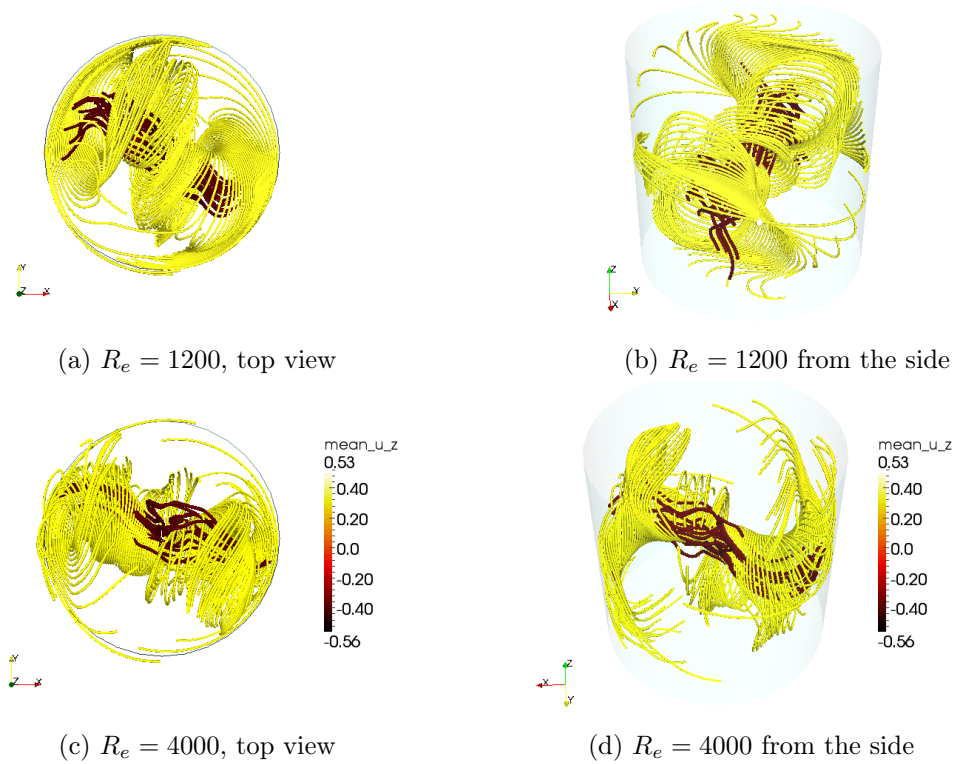 Y
Z
X
Z
Y
X
(a) $R_e = 1200$, top view
(b) $R_e = 1200$ from the side
mean_u_z
0.53
0.40
0.20
0.0
-0.20
-0.40
-0.56
mean_u_z
0.53
0.40
0.20
0.0
-0.20
-0.40
-0.56
Y
Z
X
Z
X
Y
(c) $R_e = 4000$, top view
(d) $R_e = 4000$ from the side